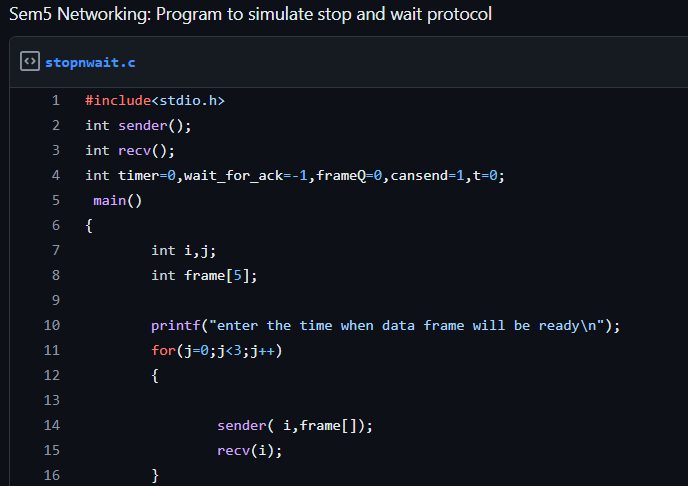 Sem5 Networking: Program to simulate stop and wait protocol
stopnwait.c
1 #include<stdio.h>
2 int sender();
3 int recv();
4 int timer=0,wait_for_ack=-1,frameQ=0,cansend=1,t=0;
5 main()
6 {
7 int i,j;
8 int frame[5];
9
10 printf("enter the time when data frame will be ready\n");
11 for(j=0;j<3;j++)
12 {
13
14 sender( i,frame[]);
15 recv(i);
16 }